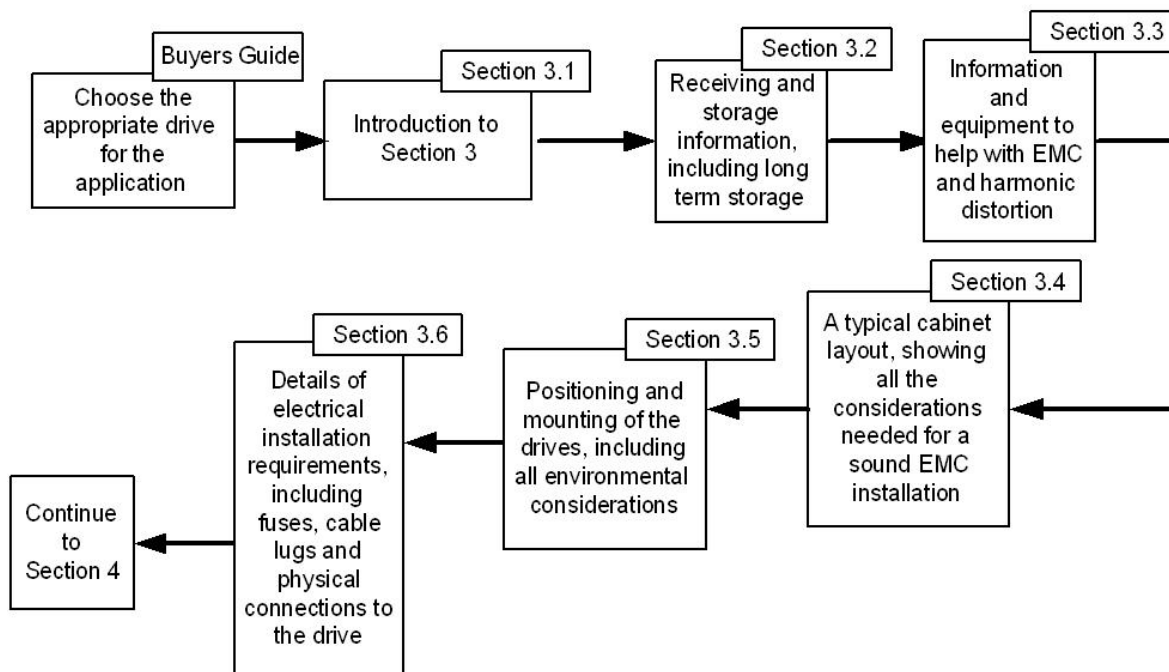 Buyers Guide
Choose the
appropriate drive
for the
application
Section 3.1
Introduction to
Section 3
Section 3.2
Receiving and
storage
information,
including long
term storage
Section 3.3
Information
and
equipment to
help with EMC
and harmonic
distortion
Section 3.4
A typical cabinet
layout, showing
all the
considerations
needed for a
sound EMC
installation
Section 3.5
Positioning and
mounting of the
drives, including
all environmental
considerations
Section 3.6
Details of
electrical
installation
requirements,
including
fuses, cable
lugs and
physical
connections to
the drive
Continue
to
Section 4